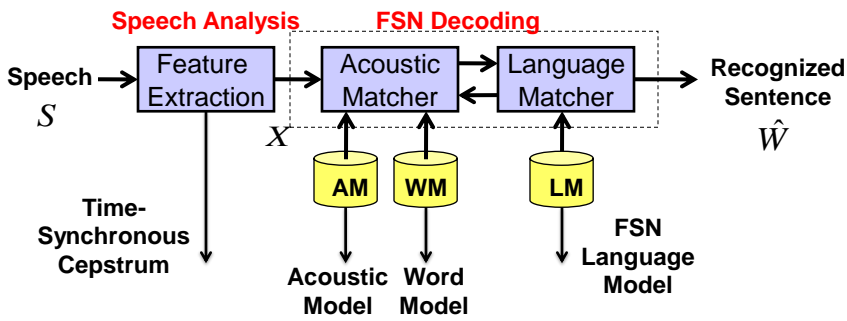 Speech Analysis
FSN Decoding
Speech
S
Feature
Extraction
X
Acoustic
Matcher
Language
Matcher
Recognized
Sentence
Ŵ
AM
WM
LM
Time-
Synchronous
Cepstrum
Acoustic
Model
Word
Model
FSN
Language
Model